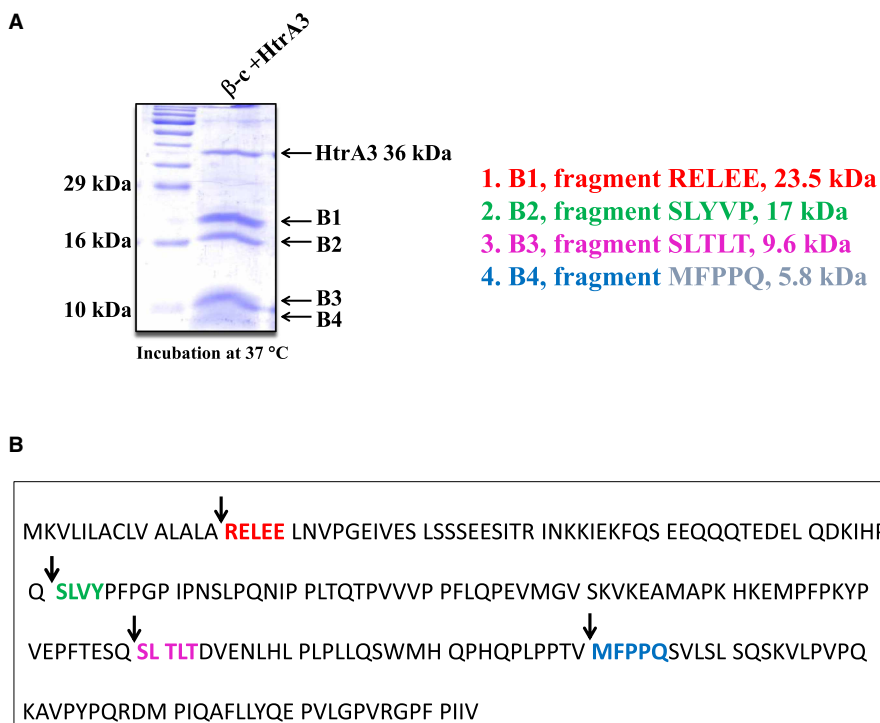 A
β-c +HtrA3
HtrA3 36 kDa
29 kDa
B1
16 kDa
B2
B3
10 kDa
B4
Incubation at 37 °C
1. B1, fragment RELEE, 23.5 kDa
2. B2, fragment SLYVP, 17 kDa
3. B3, fragment SLTLT, 9.6 kDa
4. B4, fragment MFPPQ, 5.8 kDa
B
MKVLILACLV ALALA RELEE LNVPGEIVES LSSSEESITR INKKIEKFQS EEQQQTEDEL QDKIHP
Q SLVYPFPGP IPNSLPQNIP PLTQTPVVVP PFLQPEVMGV SKVKEAMAPK HKEMPFPKYP
VEPFTESQ SL TLTDVENLHL PLPLLQSWMH QPHQPLPPTV MFPPQSVLSL SQSKVLPVPQ
KAVPYPQRDM PIQAFLLYQE PVLGPVRGPF PIIV